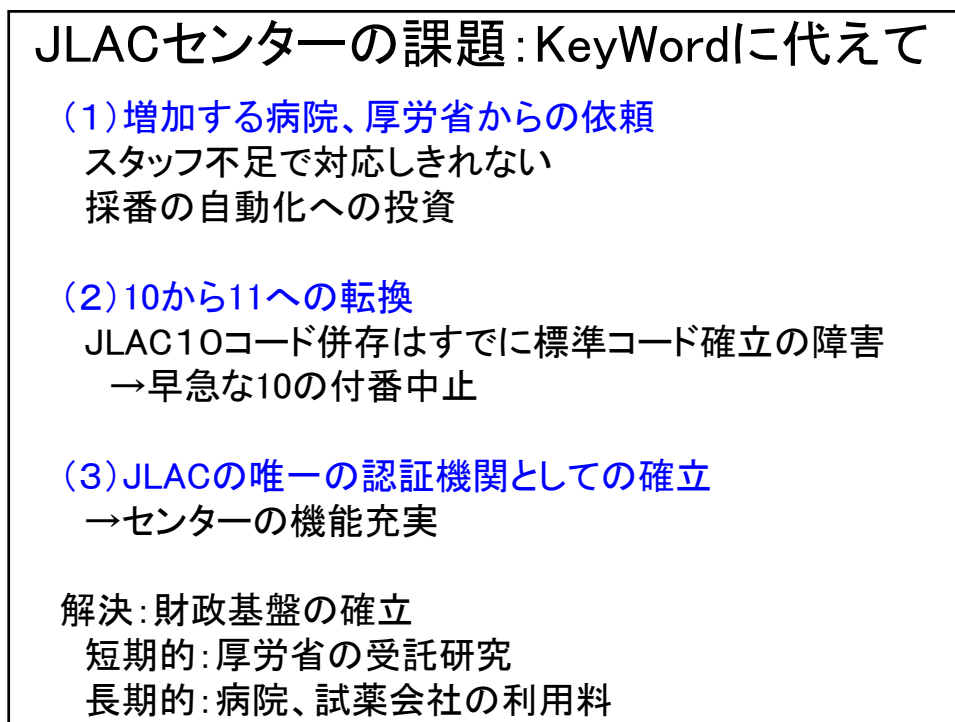 JLACセンターの課題:KeyWordに代えて
(1)増加する病院、厚労省からの依頼
スタッフ不足で対応しきれない
採番の自動化への投資
(2)10から11への転換
JLAC10コード併存はすでに標準コード確立の障害
→早急な10の付番中止
(3)JLACの唯一の認証機関としての確立
→センターの機能充実
解決:財政基盤の確立
短期的:厚労省の受託研究
長期的:病院、試薬会社の利用料